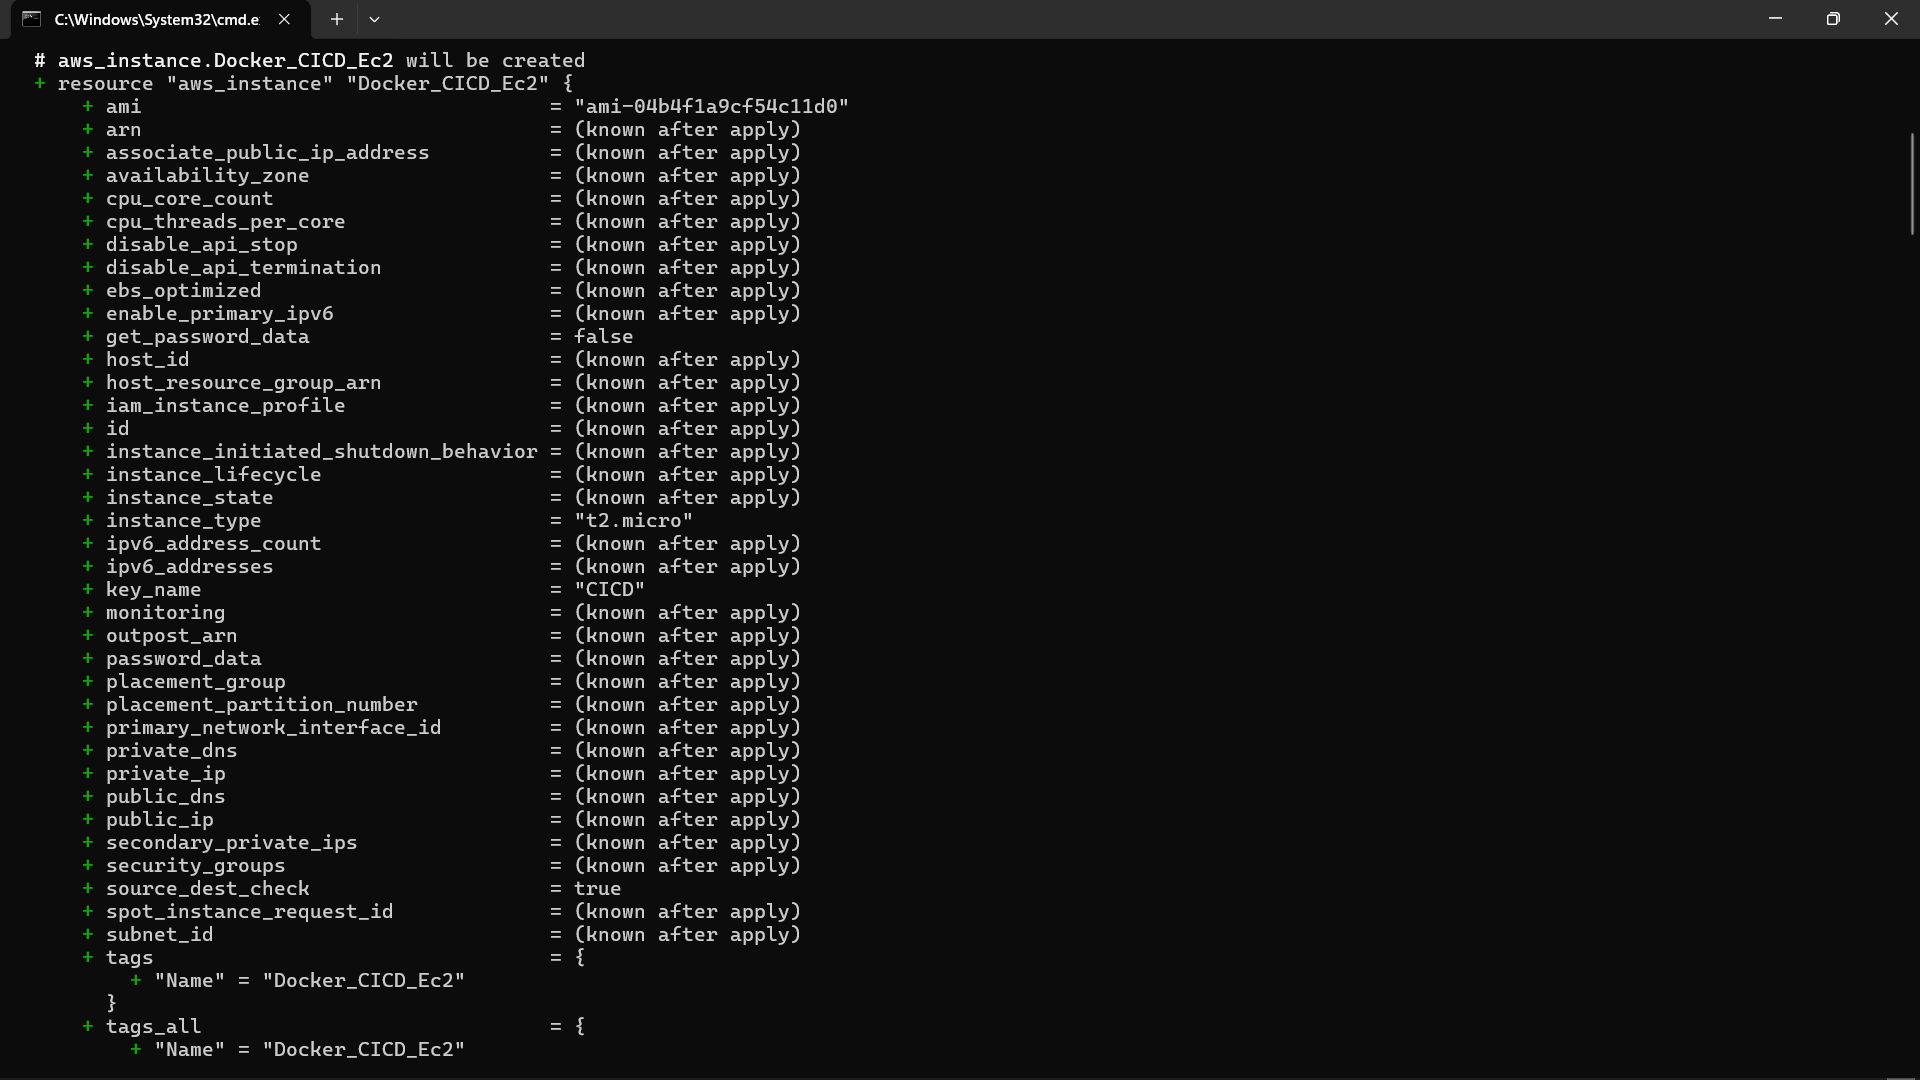 C:\Windows\System32\cmd.e
# aws_instance.Docker_CICD_Ec2 will be created
+ resource "aws_instance" "Docker_CICD_Ec2" {
+ ami = "ami-04b4f1a9cf54c11d0"
+ arn = (known after apply)
+ associate_public_ip_address = (known after apply)
+ availability_zone = (known after apply)
+ cpu_core_count = (known after apply)
+ cpu_threads_per_core = (known after apply)
+ disable_api_stop = (known after apply)
+ disable_api_termination = (known after apply)
+ ebs_optimized = (known after apply)
+ enable_primary_ipv6 = (known after apply)
+ get_password_data = false
+ host_id = (known after apply)
+ host_resource_group_arn = (known after apply)
+ iam_instance_profile = (known after apply)
+ id = (known after apply)
+ instance_initiated_shutdown_behavior = (known after apply)
+ instance_lifecycle = (known after apply)
+ instance_state = (known after apply)
+ instance_type = "t2.micro"
+ ipv6_address_count = (known after apply)
+ ipv6_addresses = (known after apply)
+ key_name = "CICD"
+ monitoring = (known after apply)
+ outpost_arn = (known after apply)
+ password_data = (known after apply)
+ placement_group = (known after apply)
+ placement_partition_number = (known after apply)
+ primary_network_interface_id = (known after apply)
+ private_dns = (known after apply)
+ private_ip = (known after apply)
+ public_dns = (known after apply)
+ public_ip = (known after apply)
+ secondary_private_ips = (known after apply)
+ security_groups = (known after apply)
+ source_dest_check = true
+ spot_instance_request_id = (known after apply)
+ subnet_id = (known after apply)
+ tags = {
+ "Name" = "Docker_CICD_Ec2"
}
+ tags_all = {
+ "Name" = "Docker_CICD_Ec2"